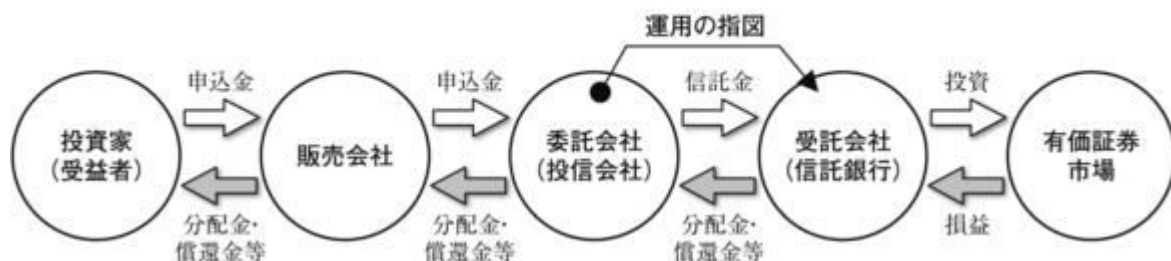 運用の指図
申込金
申込金
信託金
投資
投資家
(受益者)
販売会社
委託会社
(投信会社)
受託会社
(信託銀行)
有価証券
市場
分配金・
償還金等
分配金・
償還金等
分配金・
償還金等
損益